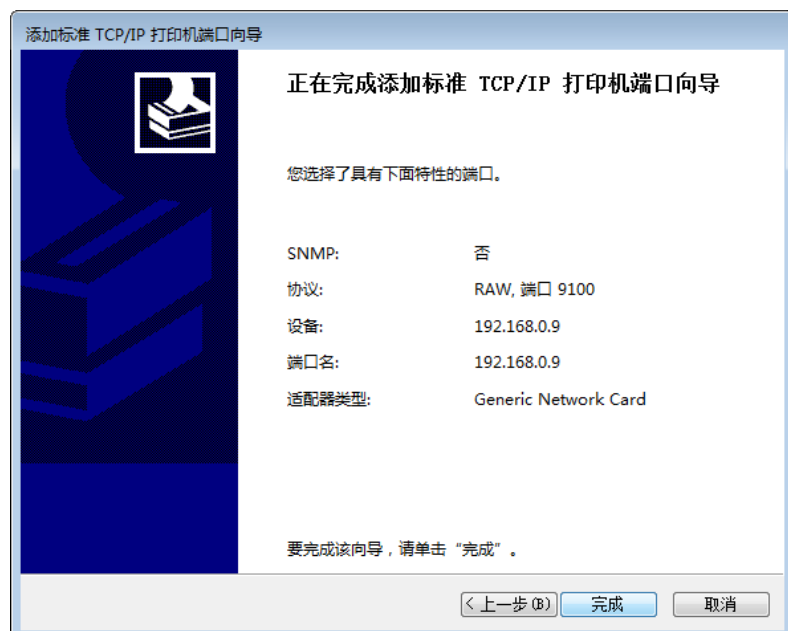 添加标准 TCP/IP 打印机端口向导
正在完成添加标准 TCP/IP 打印机端口向导
您选择了具有下面特性的端口。
SNMP: 否
协议: RAW, 端口 9100
设备: 192.168.0.9
端口名: 192.168.0.9
适配器类型: Generic Network Card
要完成该向导，请单击“完成”。
< 上一步(B) 完成 取消